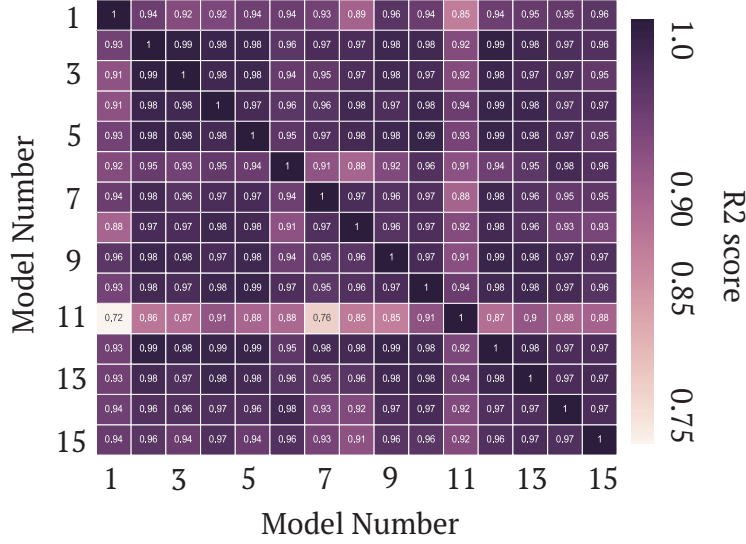 1 1 0,94 0,92 0,92 0,94 0,94 0,93 0,89 0,96 0,94 0,85 0,94 0,95 0,95 0,96
0,93 1 0,99 0,98 0,98 0,96 0,97 0,97 0,98 0,98 0,92 0,99 0,98 0,97 0,96
3 0,91 0,99 1 0,98 0,98 0,94 0,95 0,97 0,98 0,97 0,92 0,98 0,97 0,97 0,95
0,91 0,98 0,98 1 0,97 0,96 0,96 0,98 0,97 0,98 0,94 0,99 0,98 0,97 0,97
5 0,93 0,98 0,98 0,98 1 0,95 0,97 0,98 0,98 0,99 0,93 0,99 0,98 0,97 0,95
0,92 0,95 0,93 0,95 0,94 1 0,91 0,88 0,92 0,96 0,91 0,94 0,95 0,98 0,96
7 0,94 0,98 0,96 0,97 0,97 0,94 1 0,97 0,96 0,97 0,88 0,98 0,96 0,95 0,95
0,88 0,97 0,97 0,98 0,98 0,91 0,97 1 0,96 0,97 0,92 0,98 0,96 0,93 0,93
9 0,96 0,98 0,98 0,97 0,98 0,94 0,95 0,96 1 0,97 0,91 0,99 0,98 0,97 0,96
0,93 0,98 0,97 0,98 0,99 0,97 0,95 0,96 0,97 1 0,94 0,98 0,98 0,97 0,96
11 0,72 0,86 0,87 0,91 0,88 0,88 0,76 0,85 0,85 0,91 1 0,87 0,9 0,88 0,88
0,93 0,99 0,98 0,99 0,99 0,95 0,98 0,98 0,99 0,98 0,92 1 0,98 0,97 0,97
13 0,93 0,98 0,97 0,98 0,98 0,96 0,95 0,96 0,98 0,98 0,94 0,98 1 0,97 0,97
0,94 0,96 0,96 0,97 0,96 0,98 0,93 0,92 0,97 0,97 0,92 0,97 0,97 1 0,97
15 0,94 0,96 0,94 0,97 0,94 0,96 0,93 0,91 0,96 0,96 0,92 0,96 0,97 0,97 1
1 3 5 7 9 11 13 15
Model Number
Model Number
1.0
0.90
0.85
0.75
R2 score